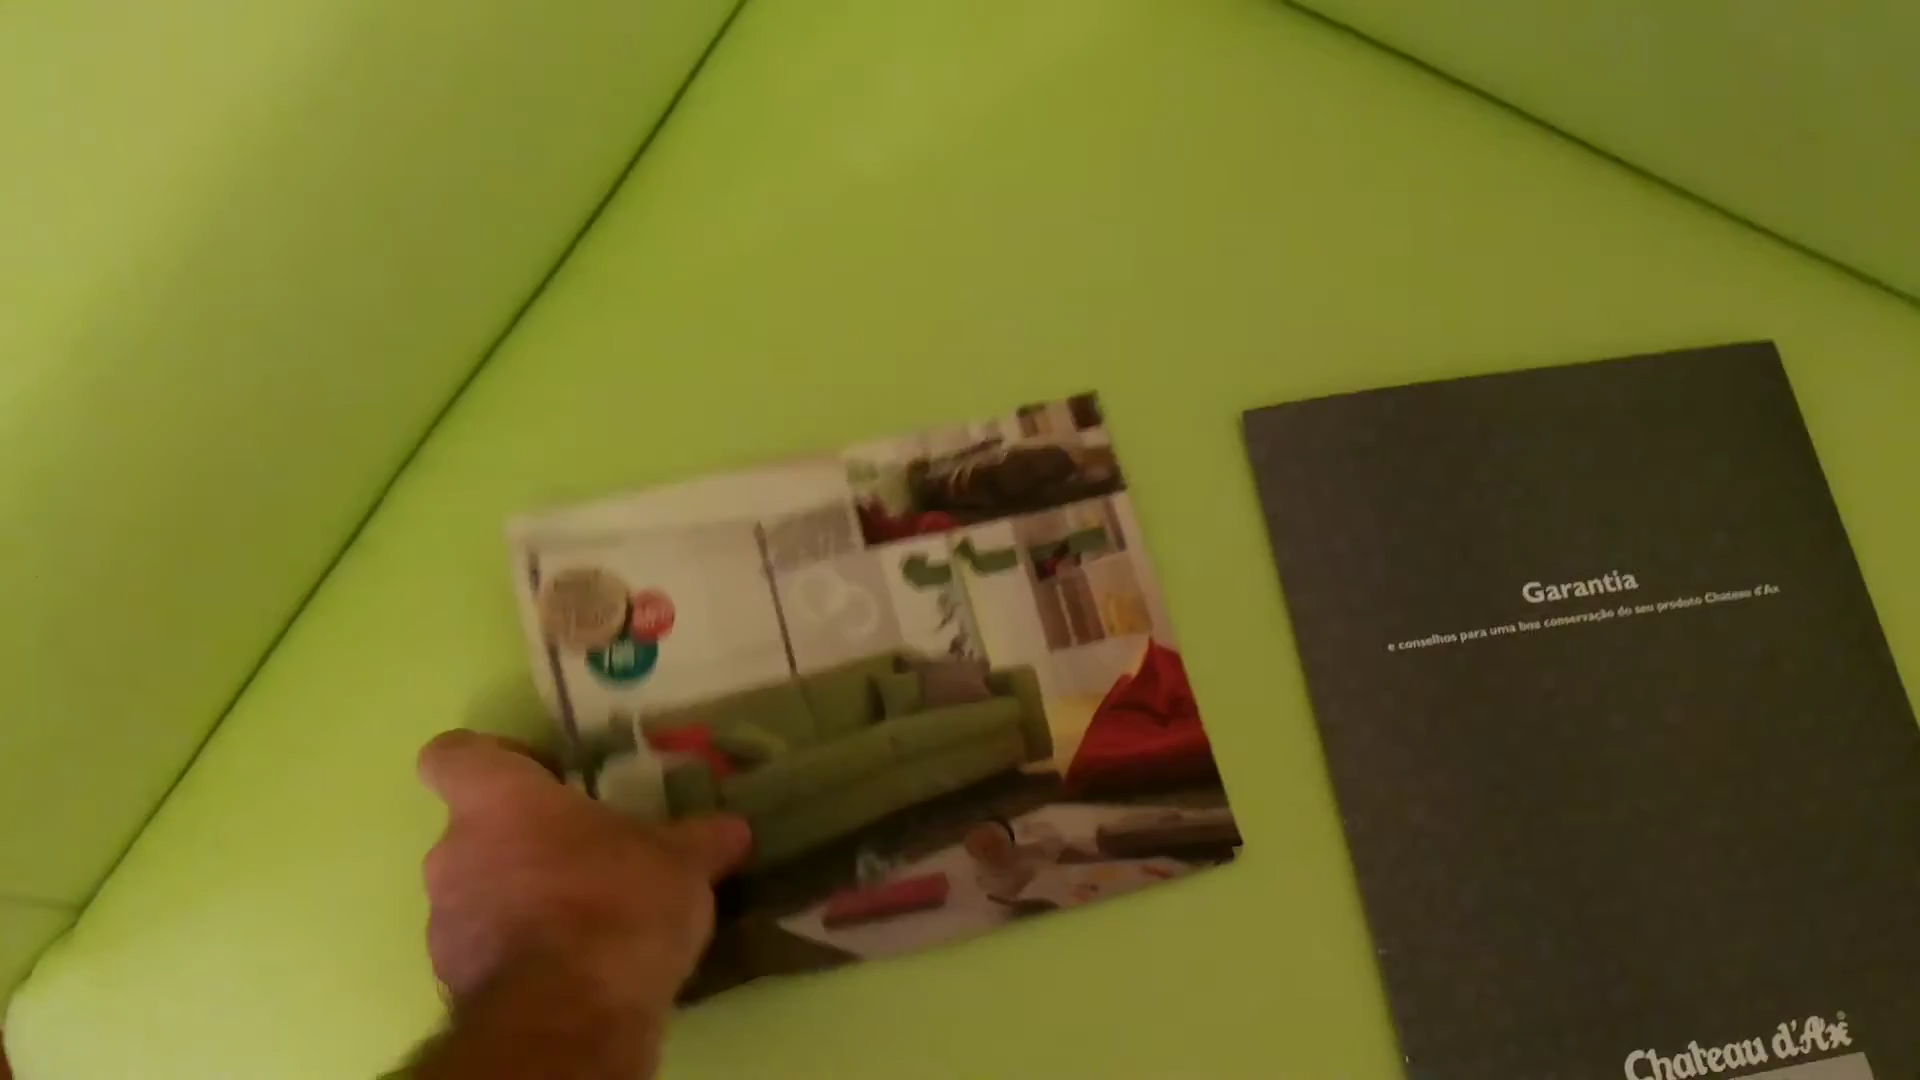 Garantia
e conselhos para uma boa conservação do seu produto Chateau d'Ax
Chateau d'Ax®